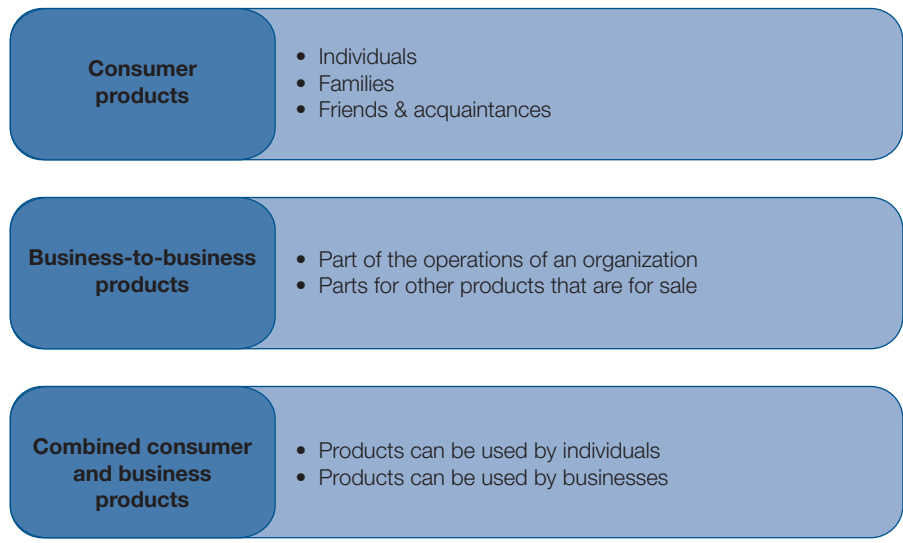 Consumer
products
• Individuals
• Families
• Friends & acquaintances
Business-to-business
products
• Part of the operations of an organization
• Parts for other products that are for sale
Combined consumer
and business
products
• Products can be used by individuals
• Products can be used by businesses